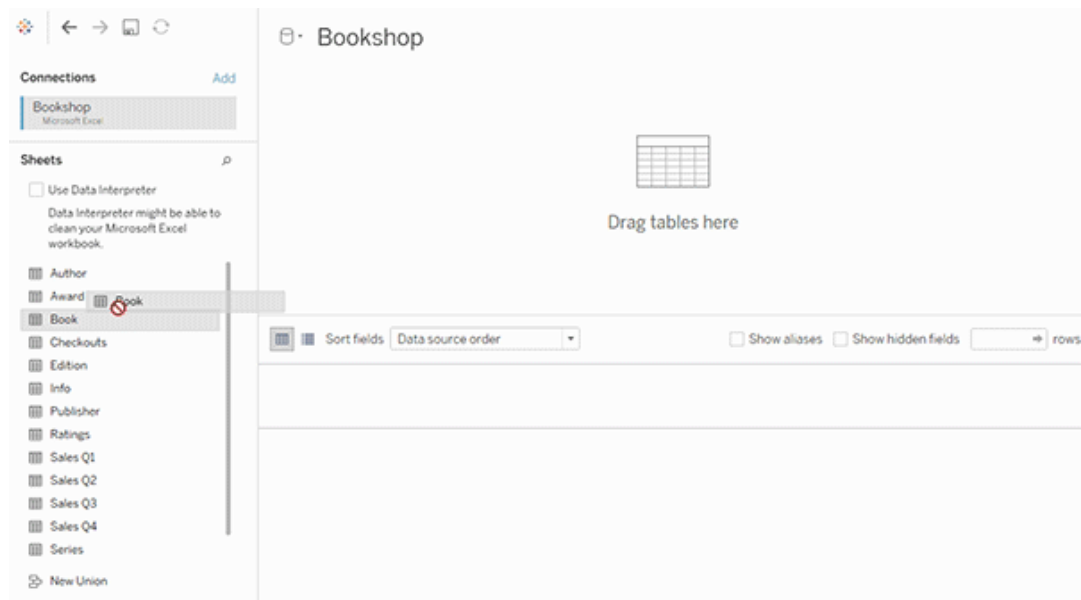 Bookshop
Connections
Add
Bookshop
Microsoft Excel
Sheets
Use Data Interpreter
Data Interpreter might be able to
clean your Microsoft Excel
workbook.
Author
Award
Book
Book
Checkouts
Edition
Info
Publisher
Ratings
Sales Q1
Sales Q2
Sales Q3
Sales Q4
Series
New Union
Drag tables here
Sort fields
Data source order
Show aliases
Show hidden fields
rows